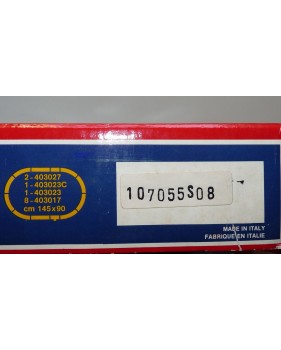 2-403027
1-403023C
1-403023
8-403017
cm 145x90
107055S08
MADE IN ITALY
FABRIQUE EN ITALIE